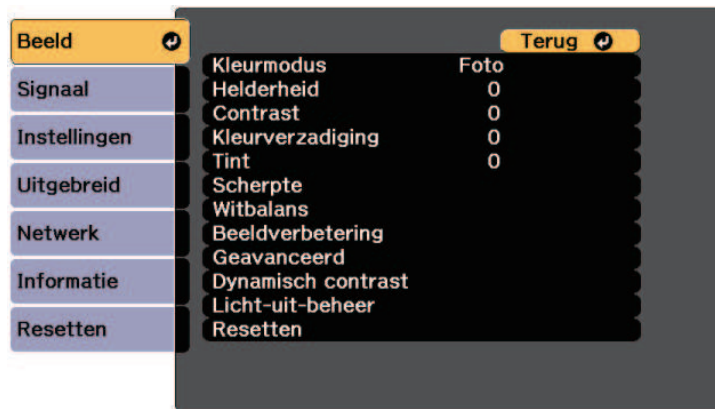 Beeld
Signaal
Instellingen
Uitgebreid
Netwerk
Informatie
Resetten
Terug
Kleurmodus Foto
Helderheid 0
Contrast 0
Kleurverzadiging 0
Tint 0
Scherpte
Witbalans
Beeldverbetering
Geavanceerd
Dynamisch contrast
Licht-uit-beheer
Resetten